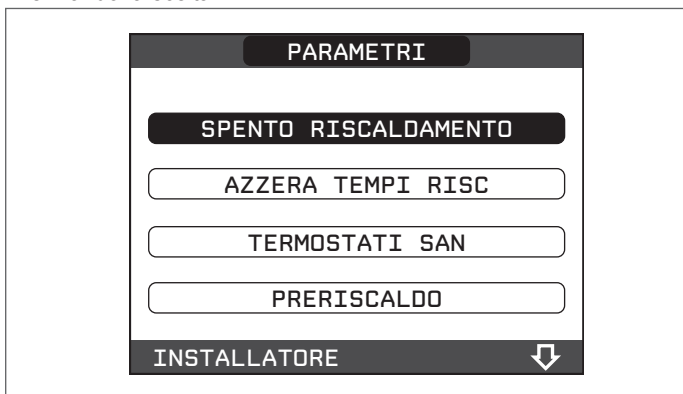 PARAMETRI
SPENTO RISCALDAMENTO
AZZERA TEMPI RISC
TERMOSTATI SAN
PRERISCALDO
INSTALLATORE